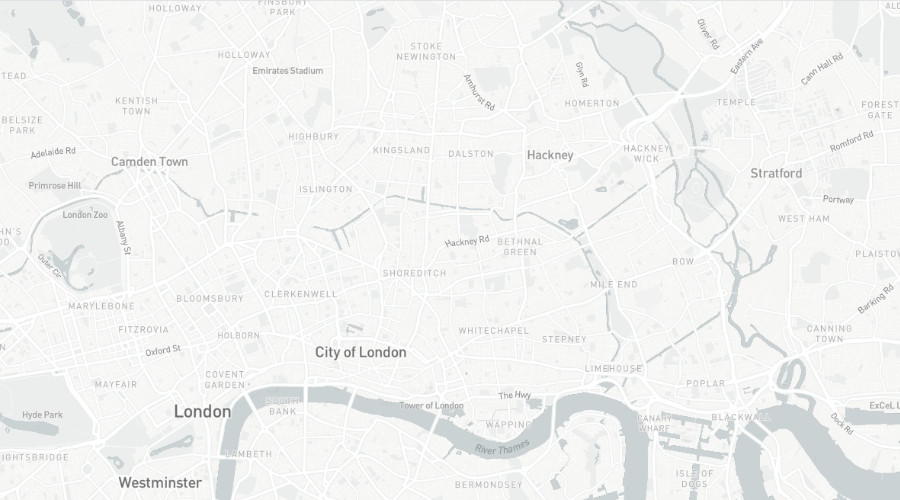 HOLLOWAY
FINSBURY
PARK
Oliver Rd
STOKE
NEWINGTON
Eastern Ave
HOLLOWAY
Emirates Stadium
Glyn Rd
Cann Hall Rd
STEAD
Amhurst Rd
KENTISH
TOWN
HOMERTON
TEMPLE
FOREST
GATE
BELSIZE
PARK
HIGHBURY
Romford Rd
Adelaide Rd
KINGSLAND
DALSTON
Hackney
HACKNEY
WICK
Camden Town
Stratford
Primrose Hill
ISLINGTON
Portway
London Zoo
WEST HAM
Albany St
Hackney Rd
BETHNAL
GREEN
PLAISTO
Outer Cir
BOW
SHOREDITCH
MILE END
Barking Rd
MARYLEBONE
BLOOMSBURY
CLERKENWELL
FITZROVIA
HOLBORN
WHITECHAPEL
STEPNEY
CANNING
TOWN
Oxford St
City of London
COVENT
GARDEN
LIMEHOUSE
MAYFAIR
POPLAR
The Hwy
SOUTH
BANK
Tower of London
ExCeL L
Hyde Park
London
WAPPING
CANARY
WHARF
BLACKWALL
Dock Rd
River Thames
IGHTSBRIDGE
LAMBETH
ISLE OF
DOGS
Westminster
BERMONDSEY